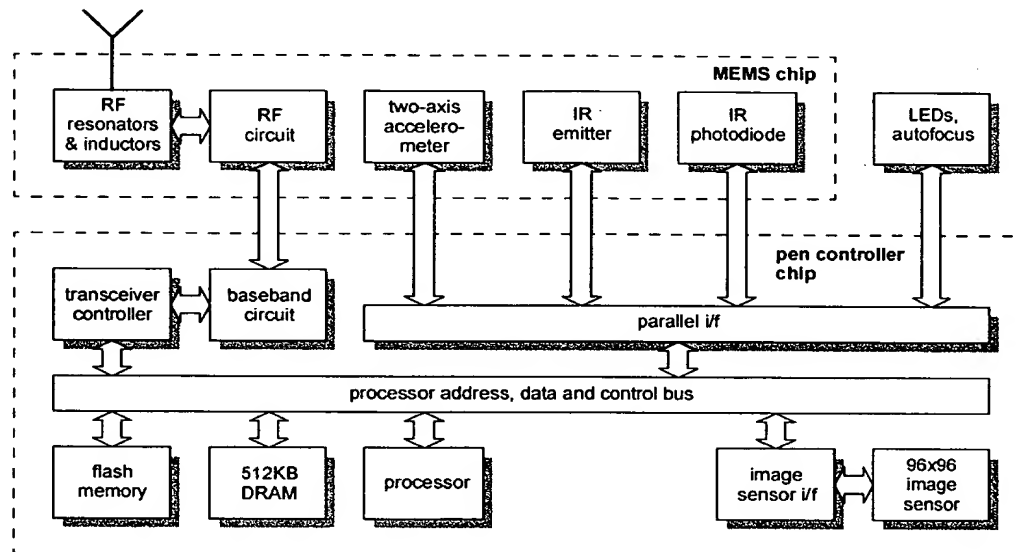 MEMS chip
RF
resonators
& inductors
RF
circuit
two-axis
accelero-
meter
IR
emitter
IR
photodiode
LEDs,
autofocus
pen controller
chip
transceiver
controller
baseband
circuit
parallel i/f
processor address, data and control bus
flash
memory
512KB
DRAM
processor
image
sensor i/f
96x96
image
sensor